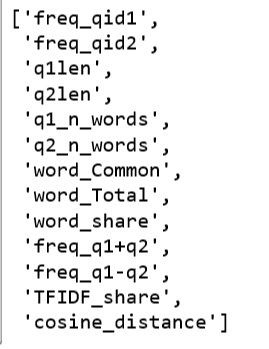 ['freq_qid1',
'freq_qid2',
'q1len',
'q2len',
'q1_n_words',
'q2_n_words',
'word_Common',
'word_Total',
'word_share',
'freq_q1+q2',
'freq_q1-q2',
'TFIDF_share',
'cosine_distance']